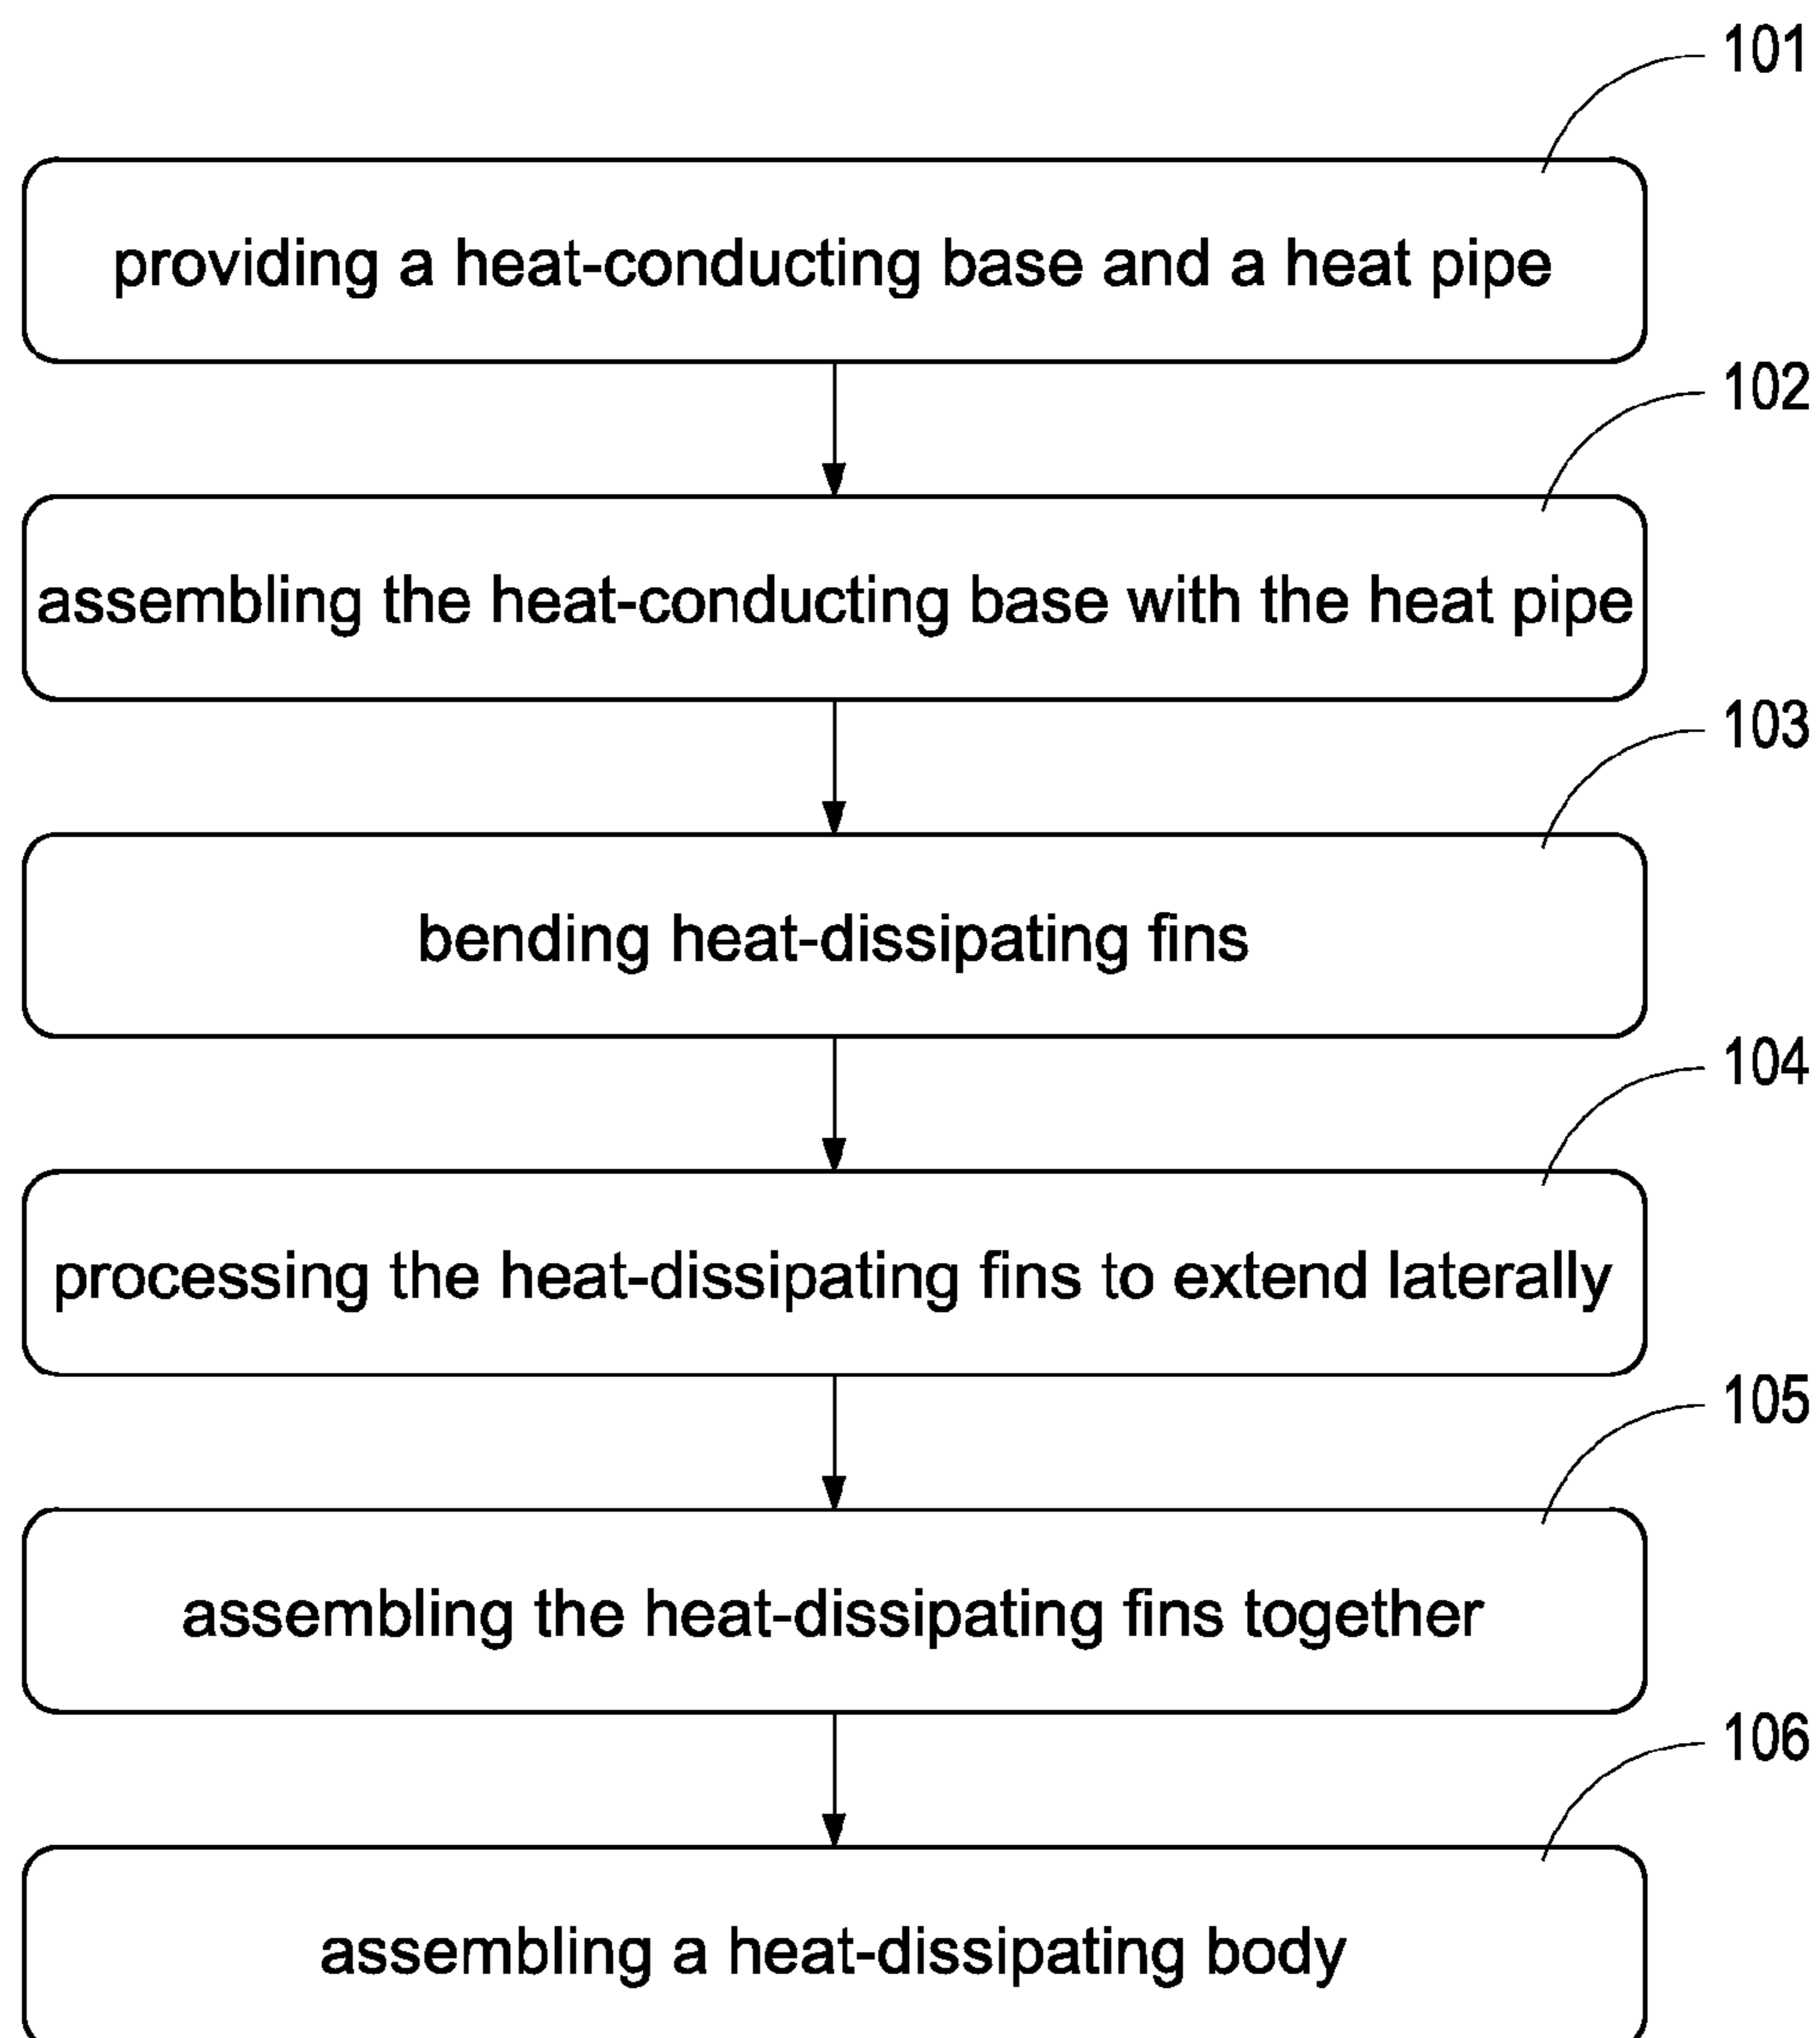 101
providing a heat-conducting base and a heat pipe
102
assembling the heat-conducting base with the heat pipe
103
bending heat-dissipating fins
104
processing the heat-dissipating fins to extend laterally
105
assembling the heat-dissipating fins together
106
assembling a heat-dissipating body